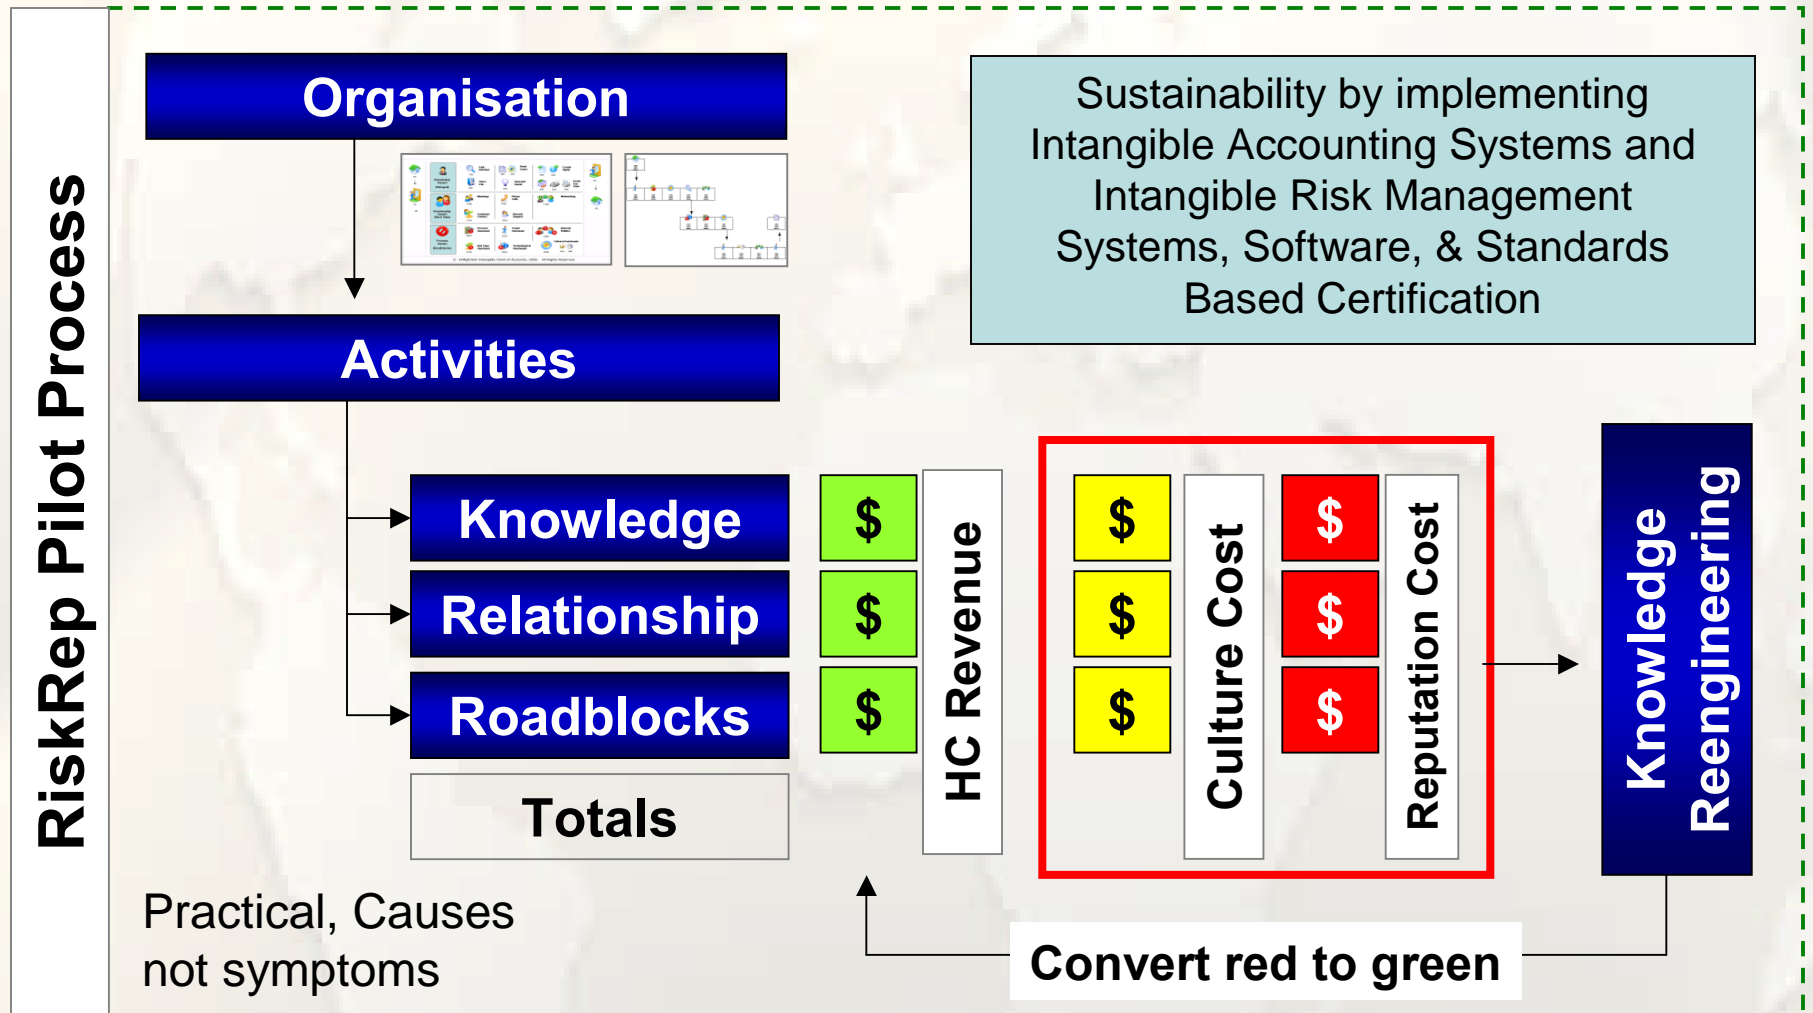 RiskRep Pilot Process
Organisation
Sustainability by implementing
Intangible Accounting Systems and
Intangible Risk Management
Systems, Software, & Standards
Based Certification
Activities
Knowledge
$
$
$
Relationship
$
$
$
Roadblocks
$
$
$
Totals
HC Revenue
Culture Cost
Reputation Cost
Knowledge
Reengineering
Practical, Causes
not symptoms
Convert red to green